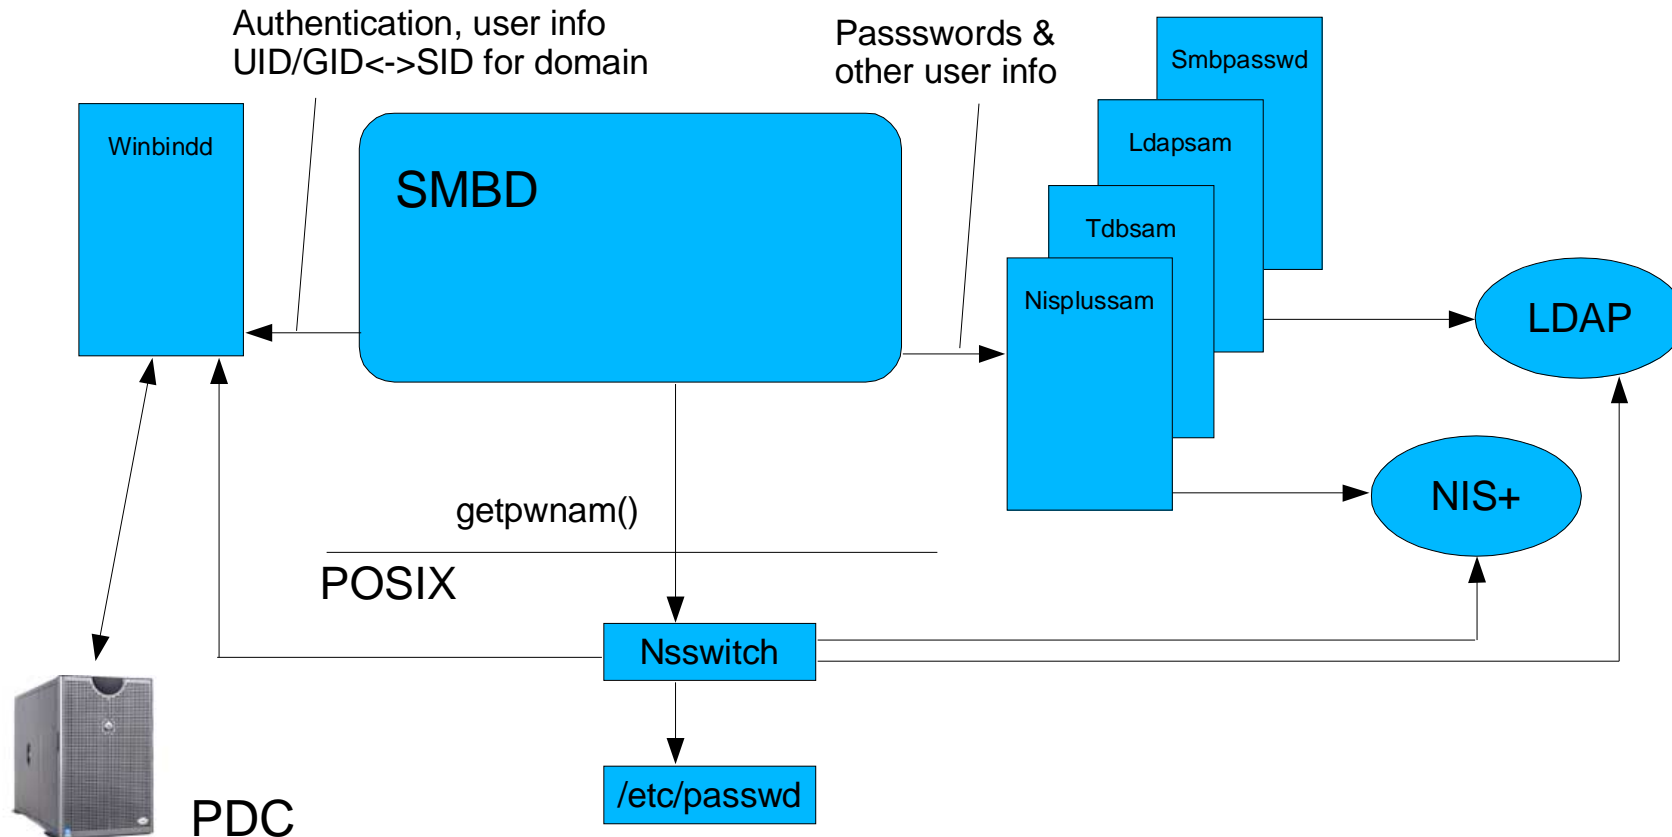 Authentication, user info
UID/GID<->SID for domain
Passswords &
other user info
Smbpasswd
Winbindd
Ldapsam
SMBD
Tdbsam
Nisplussam
LDAP
NIS+
getpwnam()
POSIX
Nsswitch
/etc/passwd
PDC